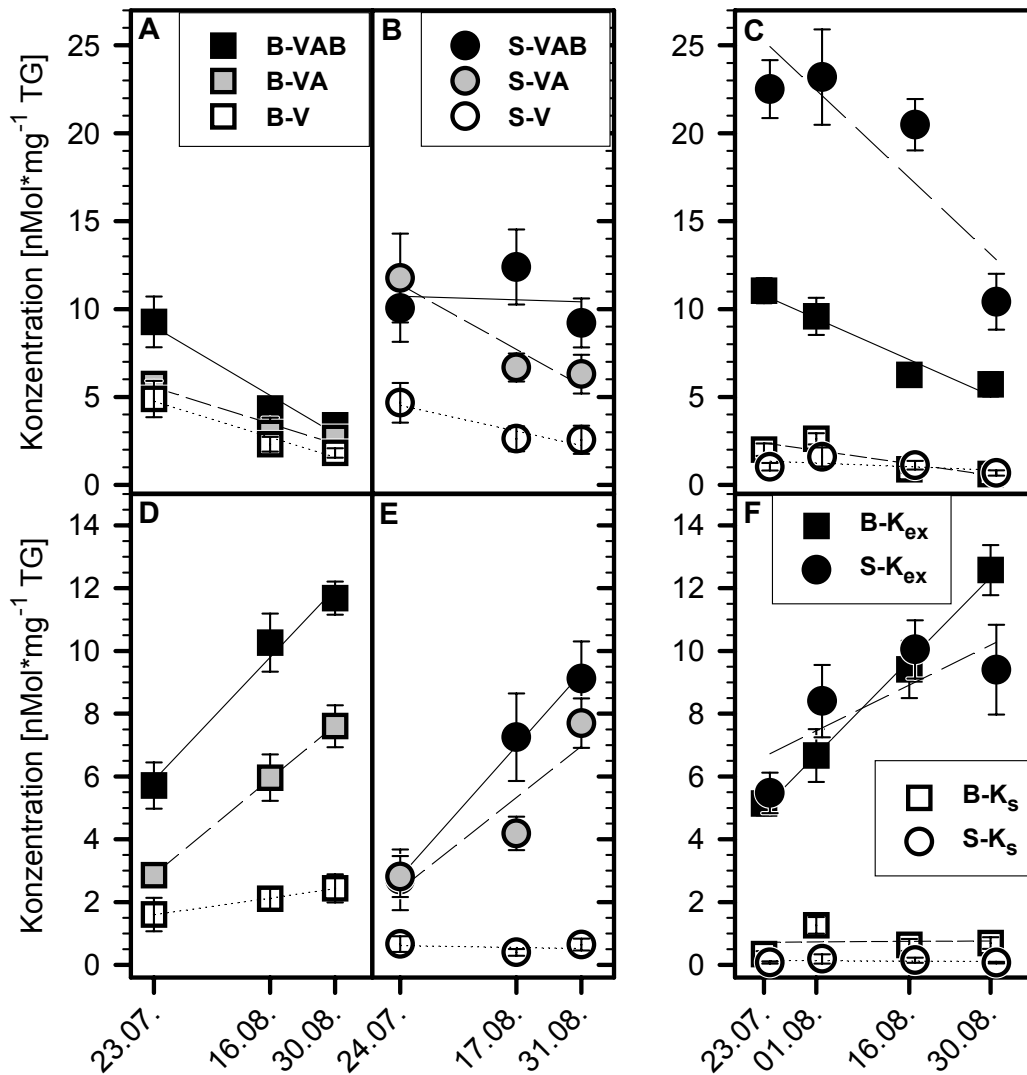 A
B-VAB
B-VA
B-V
B
S-VAB
S-VA
S-V
C
Konzentration [nMol*mg⁻¹ TG]
25
20
15
10
5
0
D
E
F
B-Kex
S-Kex
B-Ks
S-Ks
Konzentration [nMol*mg⁻¹ TG]
14
12
10
8
6
4
2
0
23.07.
16.08.
30.08.
24.07.
17.08.
31.08.
23.07.
01.08.
16.08.
30.08.